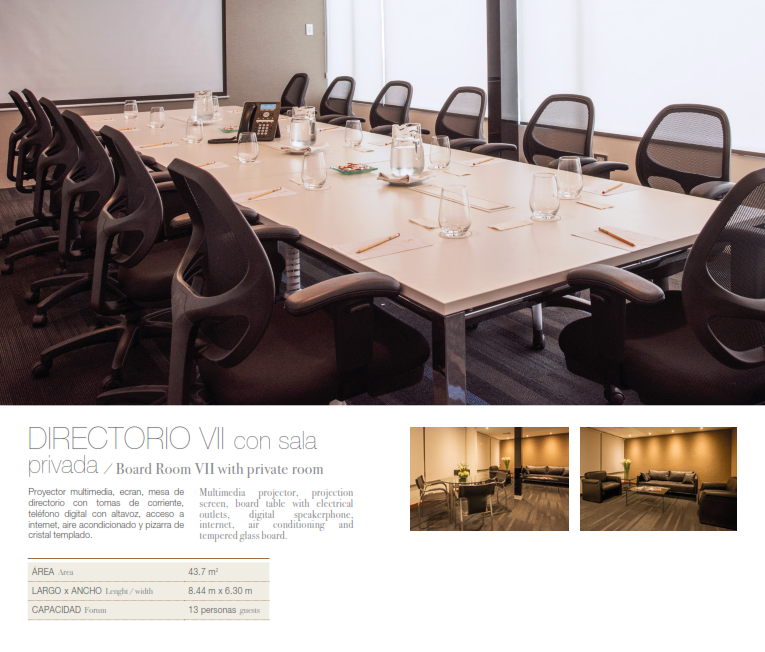 DIRECTORIO VII con sala
privada / Board Room VII with private room
Proyector multimedia, ecran, mesa de
directorio con tomas de corriente,
teléfono digital con altavoz, acceso a
internet, aire acondicionado y pizarra de
cristal templado.
Multimedia projector, projection
screen, board table with electrical
outlets, digital speakerphone,
internet, air conditioning and
tempered glass board.
ÁREA Area 43.7 m²
LARGO x ANCHO Lenght / width 8.44 m x 6.30 m
CAPACIDAD Forum 13 personas guests